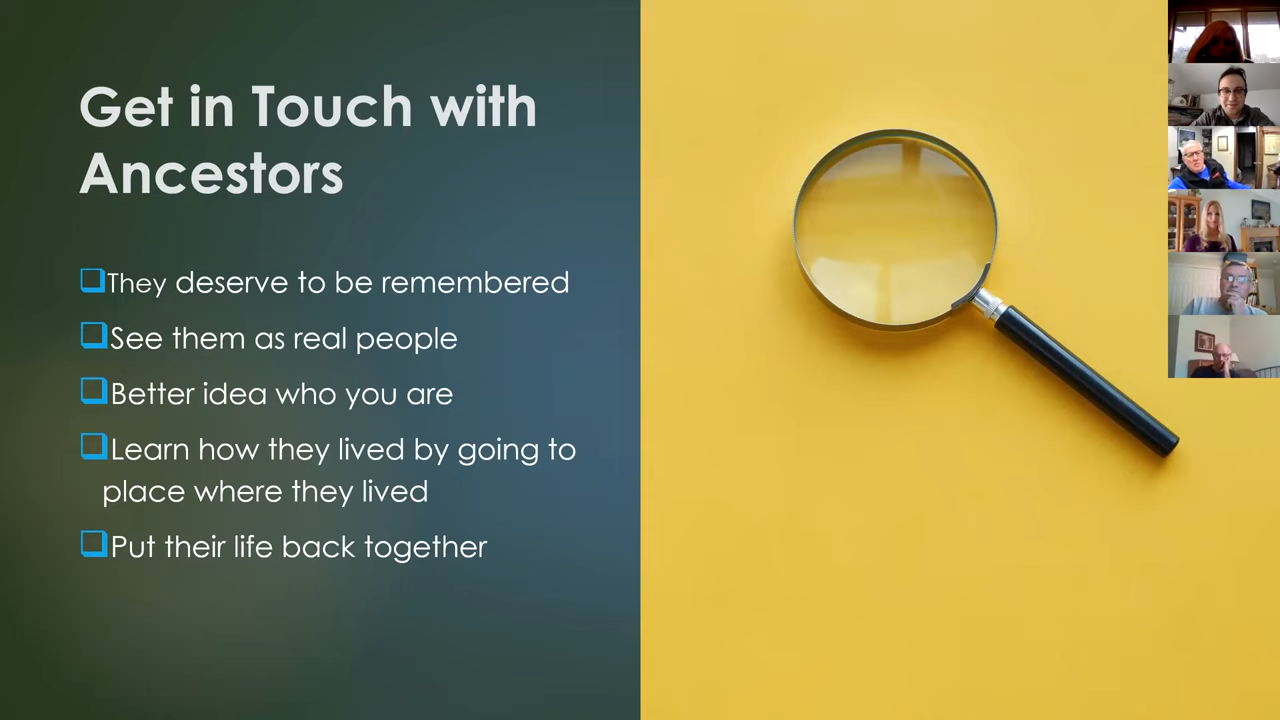 Get in Touch with
Ancestors
They deserve to be remembered
See them as real people
Better idea who you are
Learn how they lived by going to
place where they lived
Put their life back together